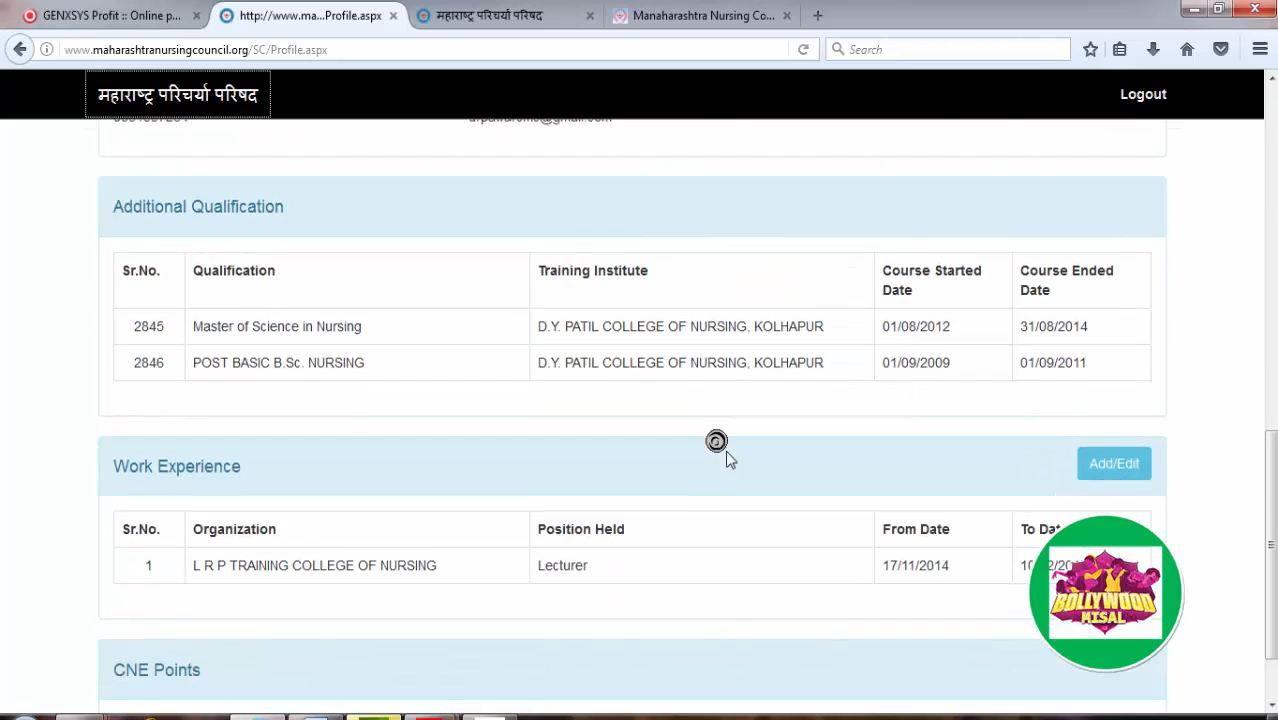 GENXSYS Profit :: Online p...
http://www.ma...Profile.aspx
महाराष्ट्र परिचर्या परिषद
Manaharashtra Nursing Co...
www.maharashtranursingcouncil.org/SC/Profile.aspx
Search
महाराष्ट्र परिचर्या परिषद
Logout
Additional Qualification
Sr.No. Qualification Training Institute Course Started Date Course Ended Date
2845 Master of Science in Nursing D.Y. PATIL COLLEGE OF NURSING, KOLHAPUR 01/08/2012 31/08/2014
2846 POST BASIC B.Sc. NURSING D.Y. PATIL COLLEGE OF NURSING, KOLHAPUR 01/09/2009 01/09/2011
Work Experience
Add/Edit
Sr.No. Organization Position Held From Date To
1 L R P TRAINING COLLEGE OF NURSING Lecturer 17/11/2014
BOLLYWOOD
MISAL
CNE Points